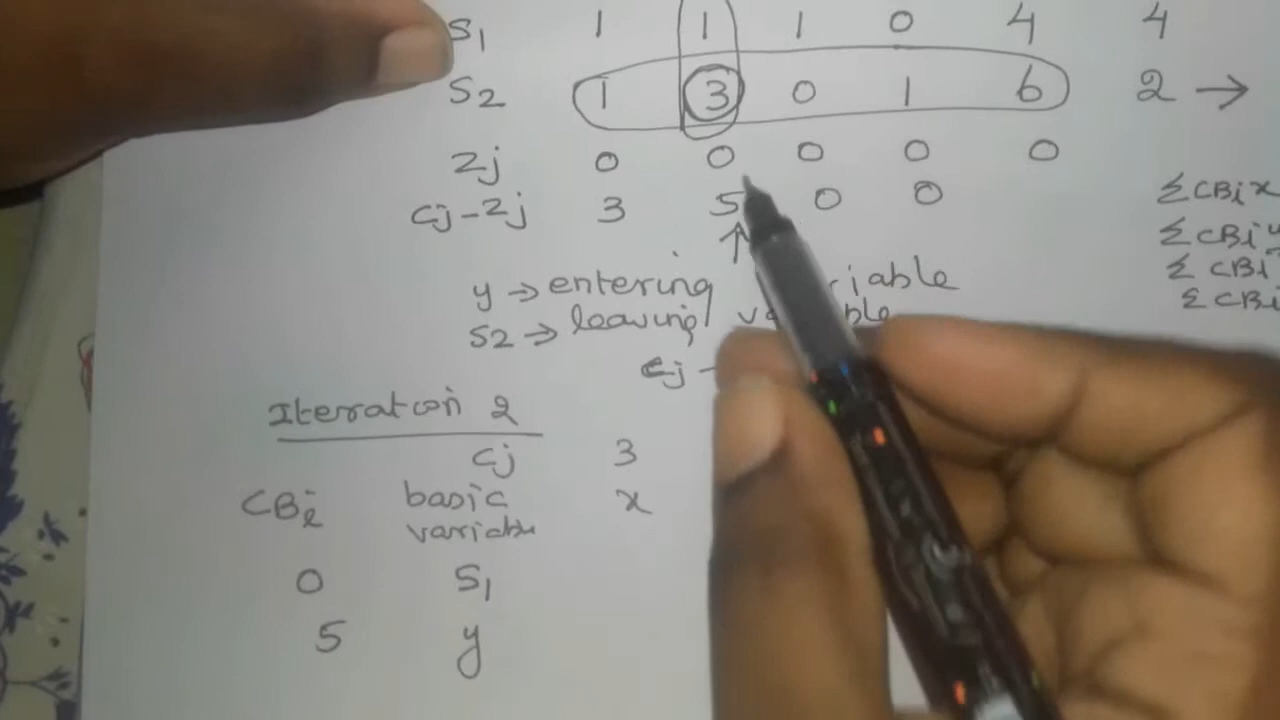 S1 1 1 1 0 4 4
S2 1 3 0 1 6 2 →
Zj 0 0 0 0 0
Cj-Zj 3 5 0 0
↑
ΣCBi x
ΣCBi
ΣCBi
ΣCBi
y → entering
S2 → leaving
Cj -
Iteration 2
Cj 3
CBi basic variable x
0 S1
5 y